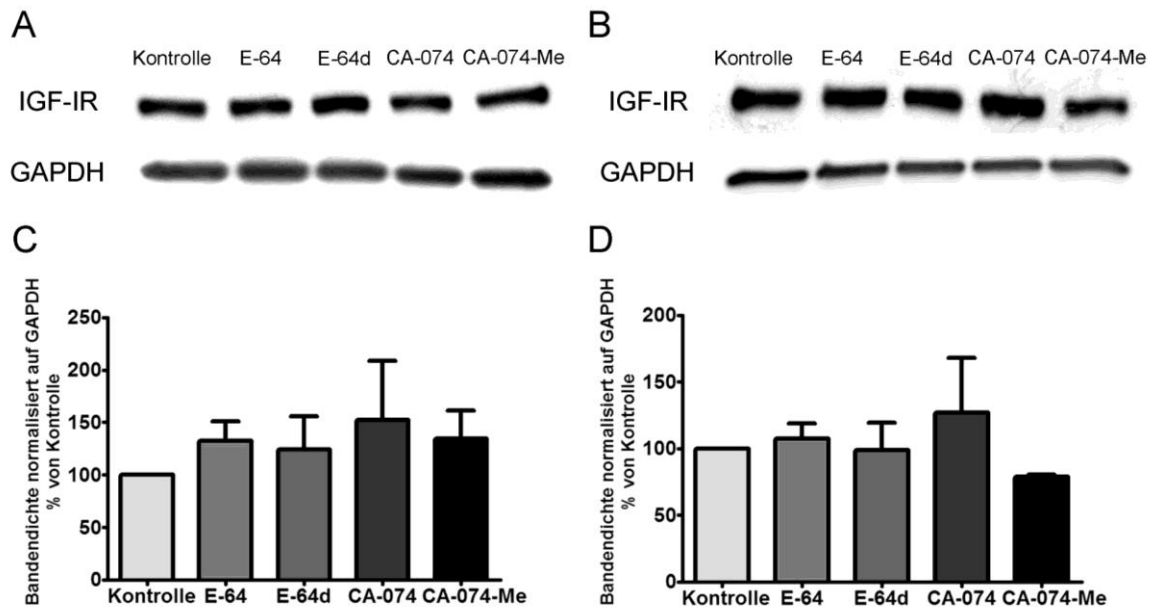 A
Kontrolle E-64 E-64d CA-074 CA-074-Me
IGF-IR
GAPDH
B
Kontrolle E-64 E-64d CA-074 CA-074-Me
IGF-IR
GAPDH
C
Bandendichte normalisiert auf GAPDH
% von Kontrolle
250
200
150
100
50
0
Kontrolle E-64 E-64d CA-074 CA-074-Me
D
Bandendichte normalisiert auf GAPDH
% von Kontrolle
200
150
100
50
0
Kontrolle E-64 E-64d CA-074 CA-074-Me